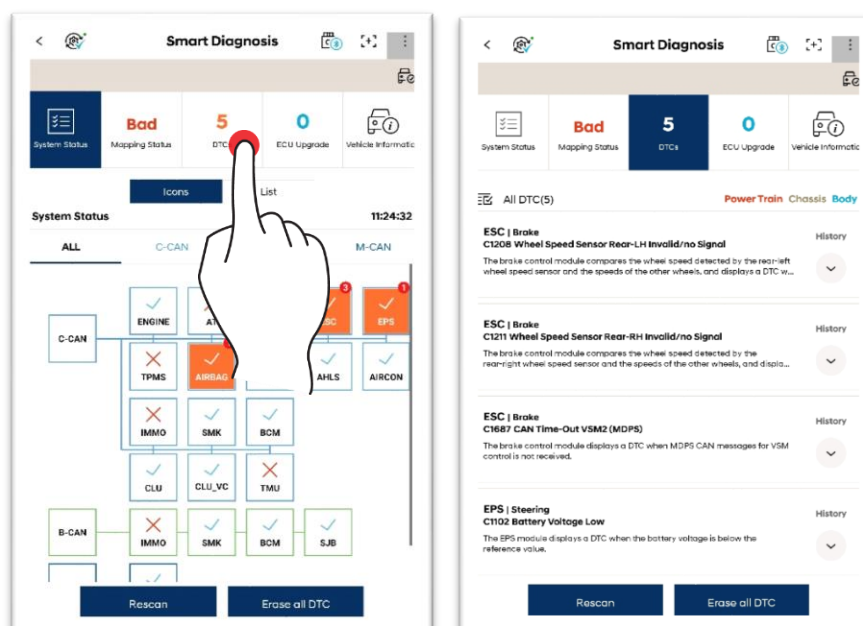 Smart Diagnosis
Bad
5
0
System Status
Mapping Status
DTC
ECU Upgrade
Vehicle Informatic
Icons
List
System Status
11:24:32
ALL
C-CAN
M-CAN
3
1
ENGINE
AT
ESC
EPS
C-CAN
TPMS
AIRBAG
AHLS
AIRCON
IMMO
SMK
BCM
CLU
CLU_VC
TMU
B-CAN
IMMO
SMK
BCM
SJB
Rescan
Erase all DTC
Smart Diagnosis
Bad
5
0
System Status
Mapping Status
DTCs
ECU Upgrade
Vehicle Informatic
All DTC(5)
Power Train Chassis Body
ESC | Brake
History
C1208 Wheel Speed Sensor Rear-LH Invalid/no Signal
The brake control module compares the wheel speed detected by the rear-left
wheel speed sensor and the speeds of the other wheels, and displays a DTC w...
ESC | Brake
History
C1211 Wheel Speed Sensor Rear-RH Invalid/no Signal
The brake control module compares the wheel speed detected by the
rear-right wheel speed sensor and the speeds of the other wheels, and displa...
ESC | Brake
History
C1687 CAN Time-Out VSM2 (MDPS)
The brake control module displays a DTC when MDPS CAN messages for VSM
control is not received.
EPS | Steering
History
C1102 Battery Voltage Low
The EPS module displays a DTC when the battery voltage is below the
reference value.
Rescan
Erase all DTC